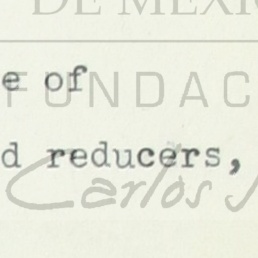 DE MEXIC
e of
FUNDAC
d reducers,
Carlos